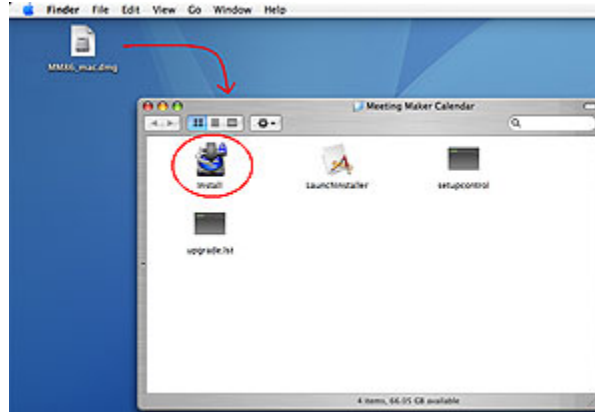 Finder File Edit View Go Window Help
MM86_mac.dmg
Meeting Maker Calendar
Install
LaunchInstaller
setupcontrol
upgrade.lst
4 items, 66.05 GB available